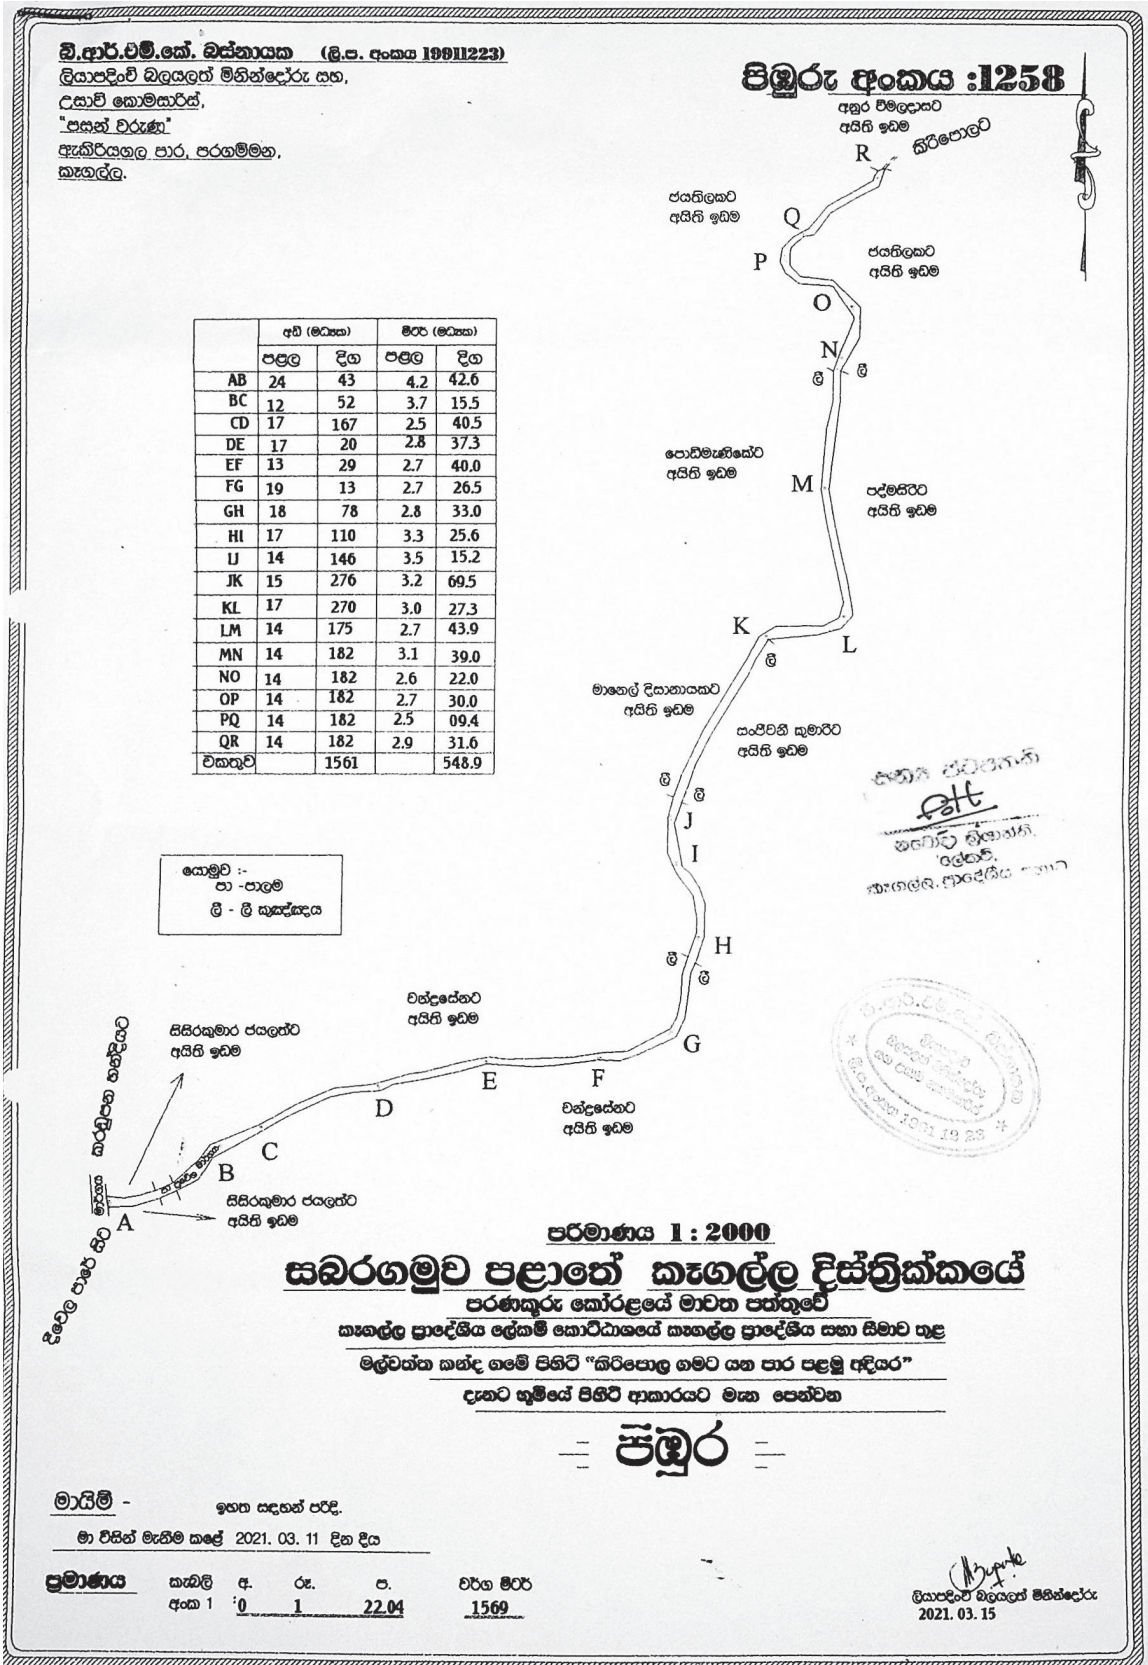 බී.ආර්.එම්.කේ. බස්නායක (ලි.ප. අංකය 19911223)
ලියාපදිංචි බලයලත් මිනින්දෝරු සහ,
උසාවි කොමසාරිස්,
"පසන් වරුණ"
ඇකිරියගල පාර, පරගම්මන,
කෑගල්ල.
පිඹුරු අංකය :1258
අනුර විමලදාසට
අයිති ඉඩම
කිරිපොලට
R
ජයතිලකට
අයිති ඉඩම
Q
ජයතිලකට
අයිති ඉඩම
P
O
N
ලී ලී
පොඩිමැණිකේට
අයිති ඉඩම
M
පද්මසිරිට
අයිති ඉඩම
K
L
ලී
මානෙල් දිසානායකට
අයිති ඉඩම
සංජීවනී කුමාරිට
අයිති ඉඩම
ලී ලී
J
I
H
ලී ලී
G
අඩි (මධ්‍යක) මීටර් (මධ්‍යක)
පළල දිග පළල දිග
AB 24 43 4.2 42.6
BC 12 52 3.7 15.5
CD 17 167 2.5 40.5
DE 17 20 2.8 37.3
EF 13 29 2.7 40.0
FG 19 13 2.7 26.5
GH 18 78 2.8 33.0
HI 17 110 3.3 25.6
IJ 14 146 3.5 15.2
JK 15 276 3.2 69.5
KL 17 270 3.0 27.3
LM 14 175 2.7 43.9
MN 14 182 3.1 39.0
NO 14 182 2.6 22.0
OP 14 182 2.7 30.0
PQ 14 182 2.5 09.4
QR 14 182 2.9 31.6
එකතුව 1561 548.9
යොමුව :-
පා -පාලම
ලී - ලී කුඤ්ඤය
ලේකම්,
කෑගල්ල ප්‍රාදේශීය
චන්ද්‍රසේනට
අයිති ඉඩම
සිසිරකුමාර ජයලත්ට
අයිති ඉඩම
F
E
D
චන්ද්‍රසේනට
අයිති ඉඩම
C
B
පා
සිසිරකුමාර ජයලත්ට
අයිති ඉඩම
A
මාර්ගය
කරඩුපන හන්දියට
දිවෙල පාරේ සිට
පරිමාණය 1 : 2000
සබරගමුව පළාතේ කෑගල්ල දිස්ත්‍රික්කයේ
පරණකුරු කෝරළයේ මාවත පත්තුවේ
කෑගල්ල ප්‍රාදේශීය ලේකම් කොට්ඨාශයේ කෑගල්ල ප්‍රාදේශීය සභා සීමාව තුළ
මල්වත්ත කන්ද ගමේ පිහිටි "කිරිපොල ගමට යන පාර පළමු අදියර"
දැනට භූමියේ පිහිටි ආකාරයට මැන පෙන්වන
පිඹුර
මායිම් - ඉහත සඳහන් පරිදි.
මා විසින් මැනීම කළේ 2021. 03. 11 දින දීය
ප්‍රමාණය කැබලි අ. රූ. ප. වර්ග මීටර්
අංක 1 0 1 22.04 1569
ලියාපදිංචි බලයලත් මිනින්දෝරු
2021. 03. 15